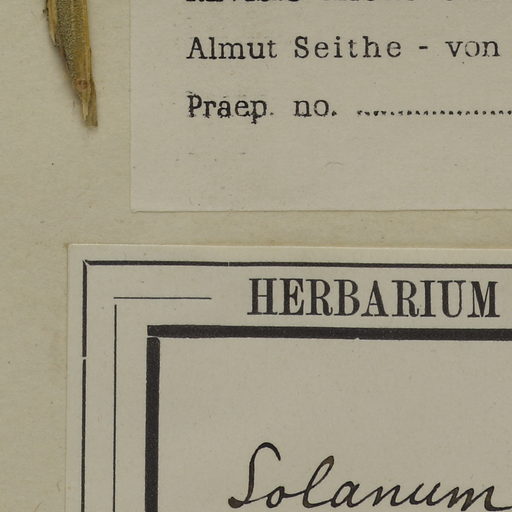 Almut Seithe - von
Praep. no.
HERBARIUM
Solanum